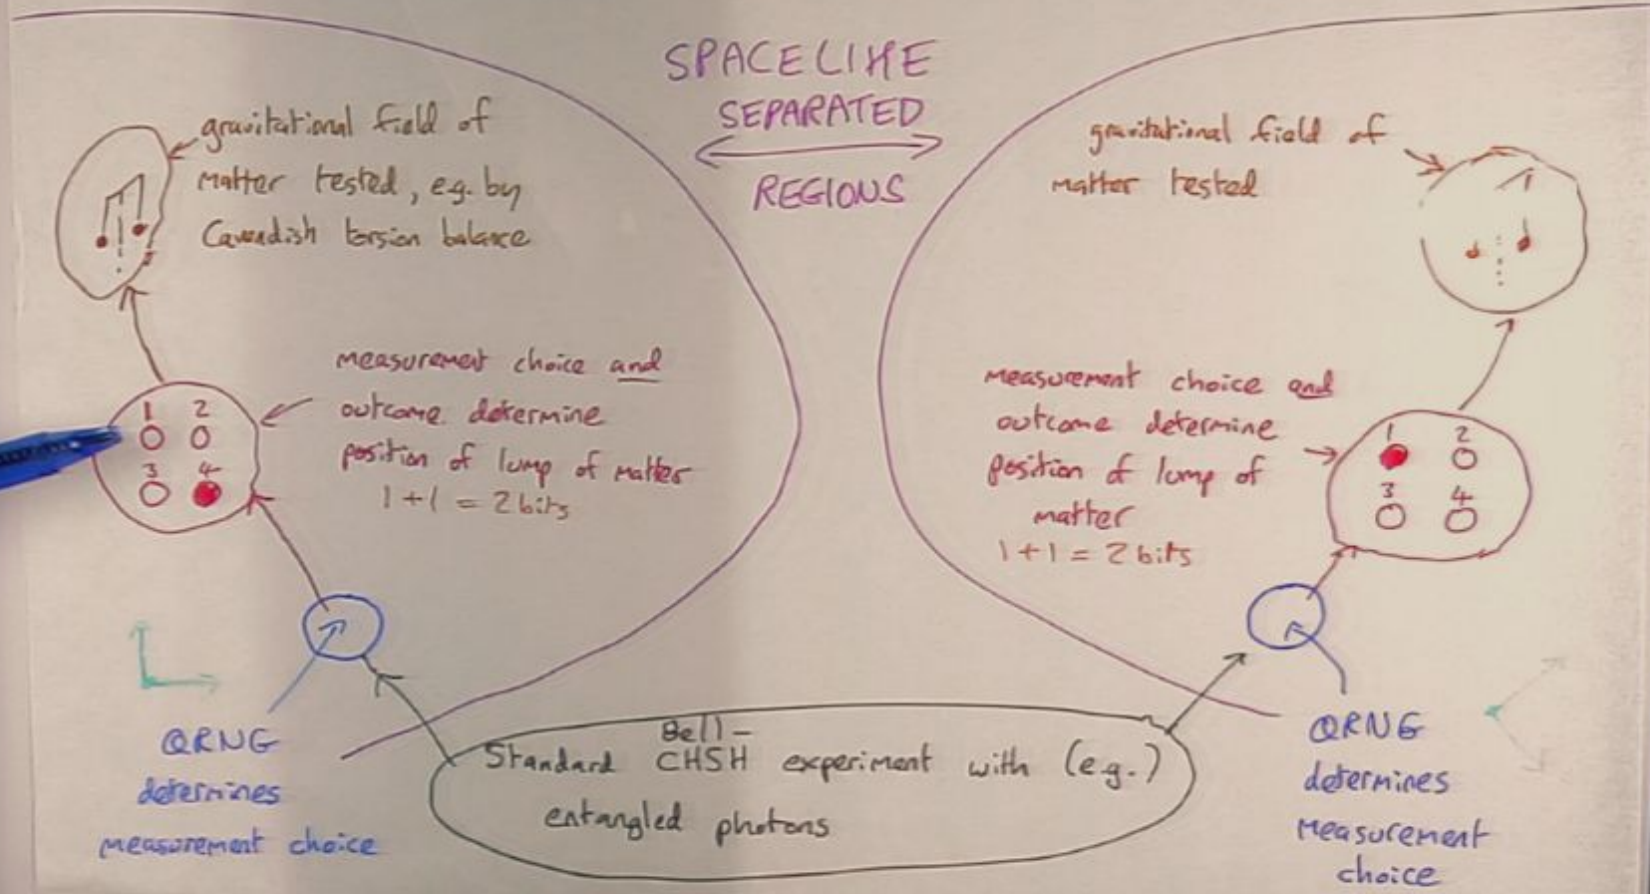 SPACELIKE
SEPARATED
REGIONS
gravitational field of
matter tested, e.g. by
Cavendish torsion balance
measurement choice and
outcome determine
position of lump of matter
1+1 = 2 bits
1 2
3 4
QRNG
determines
measurement choice
gravitational field of
matter tested
measurement choice and
outcome determine
position of lump of
matter
1+1 = 2 bits
1 2
3 4
QRNG
determines
measurement
choice
Bell-
Standard CHSH experiment with (e.g.)
entangled photons